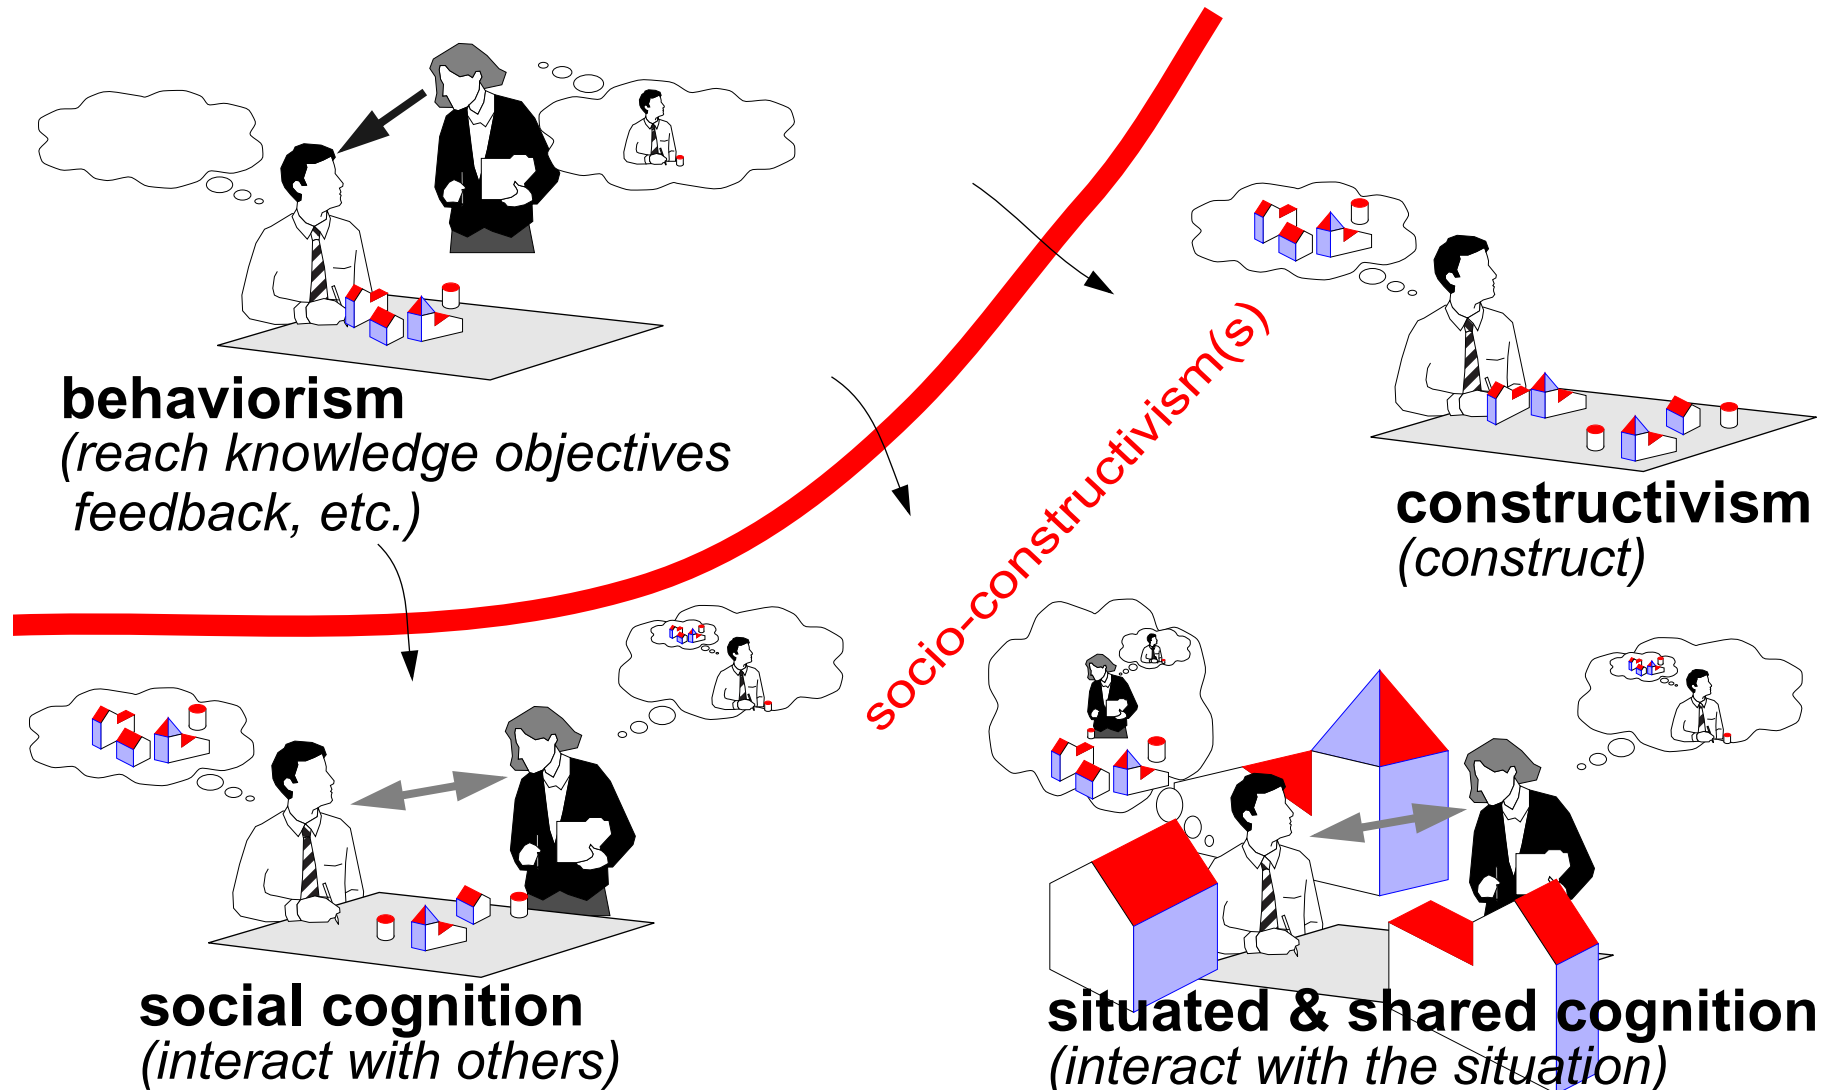 behaviorism
(reach knowledge objectives
feedback, etc.)
socio-constructivism(s)
constructivism
(construct)
social cognition
(interact with others)
situated & shared cognition
(interact with the situation)